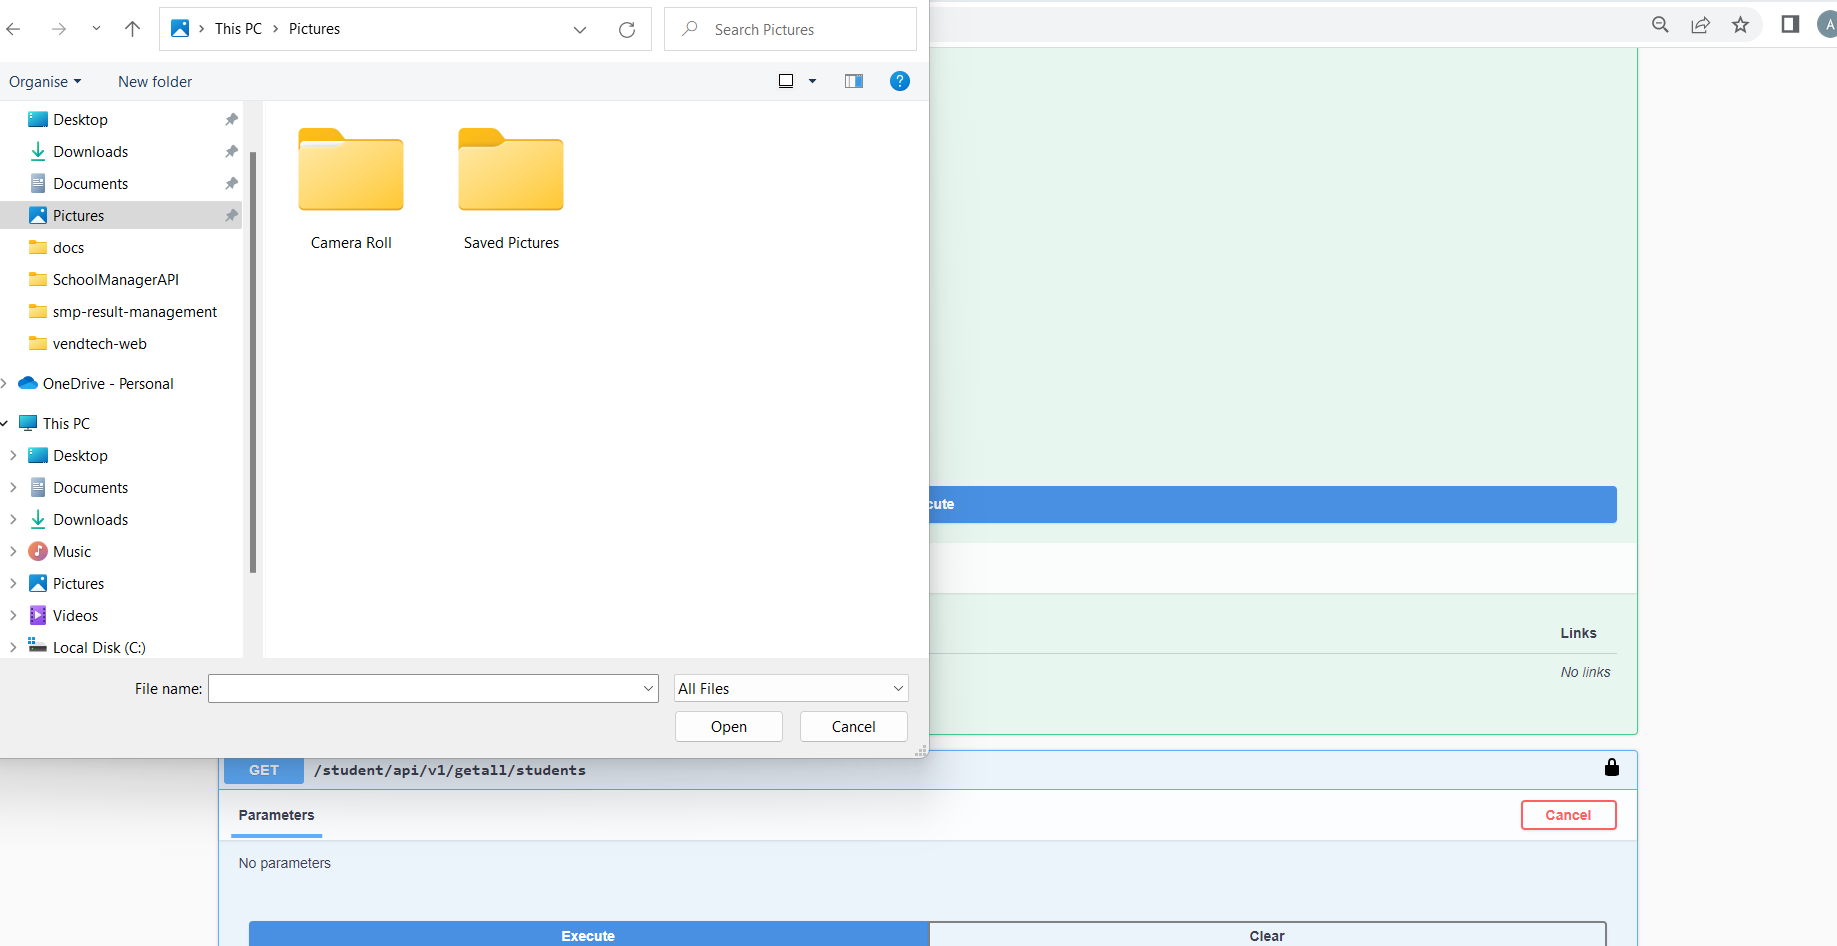 This PC > Pictures
Search Pictures
A
Organise
New folder
?
Desktop
Downloads
Documents
Pictures
docs
SchoolManagerAPI
smp-result-management
vendtech-web
OneDrive - Personal
This PC
Desktop
Documents
Downloads
Music
Pictures
Videos
Local Disk (C:)
Camera Roll
Saved Pictures
File name:
All Files
Open
Cancel
cute
Links
No links
GET
/student/api/v1/getall/students
Parameters
Cancel
No parameters
Execute
Clear